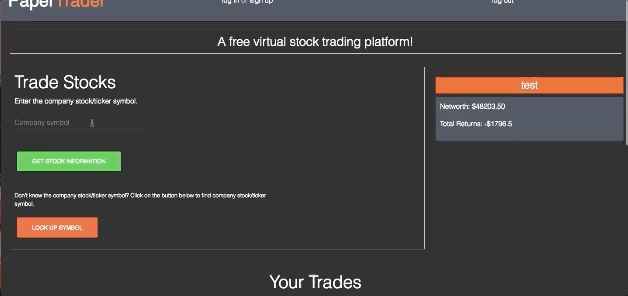 PaperTrader
log in or sign up
log out
A free virtual stock trading platform!
Trade Stocks
Enter the company stock/ticker symbol.
Company symbol
GET STOCK INFORMATION
Don't know the company stock/ticker symbol? Click on the button below to find company stock/ticker
symbol.
LOOK UP SYMBOL
test
Networth: $48203.50
Total Returns: -$1796.5
Your Trades